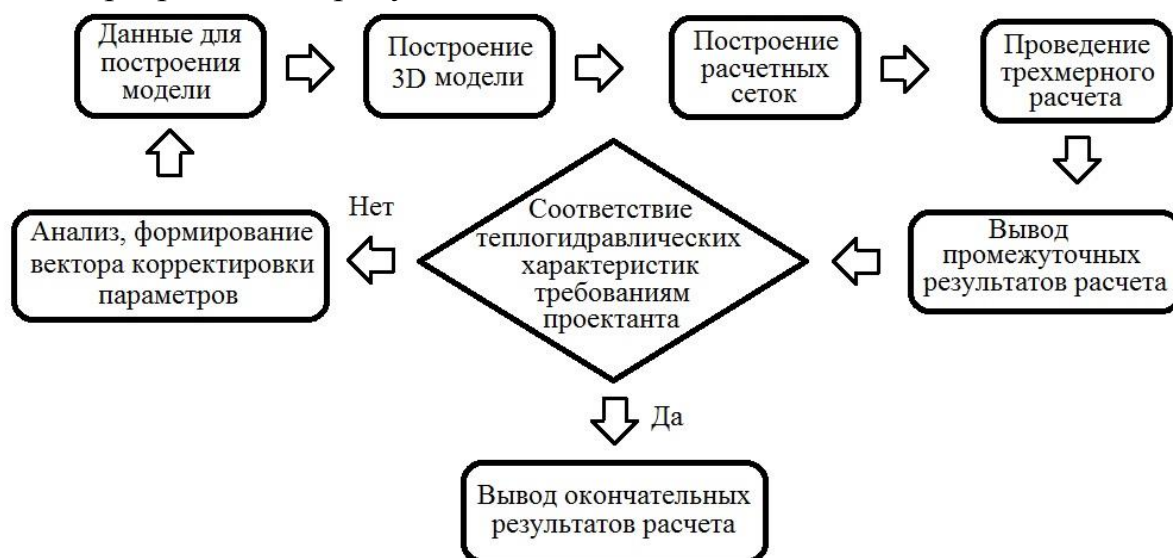 Данные для
построения
модели
Построение
3D модели
Построение
расчетных
сеток
Проведение
трехмерного
расчета
Вывод
промежуточных
результатов расчета
Соответствие
теплогидравлических
характеристик
требованиям
проектанта
Нет
Анализ, формирование
вектора корректировки
параметров
Да
Вывод окончательных
результатов расчета